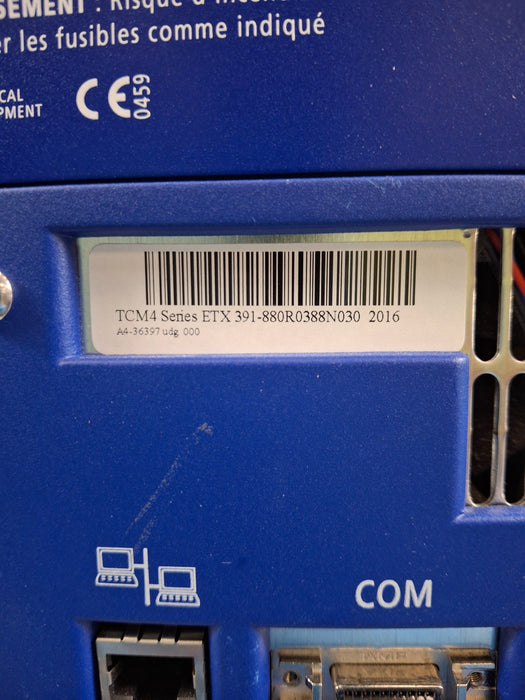 SEMENT : Risque d'incen
er les fusibles comme indiqué
CAL
PMENT
CE 0459
TCM4 Series ETX 391-880R0388N030 2016
A4-36397 udg 000
COM
AMP